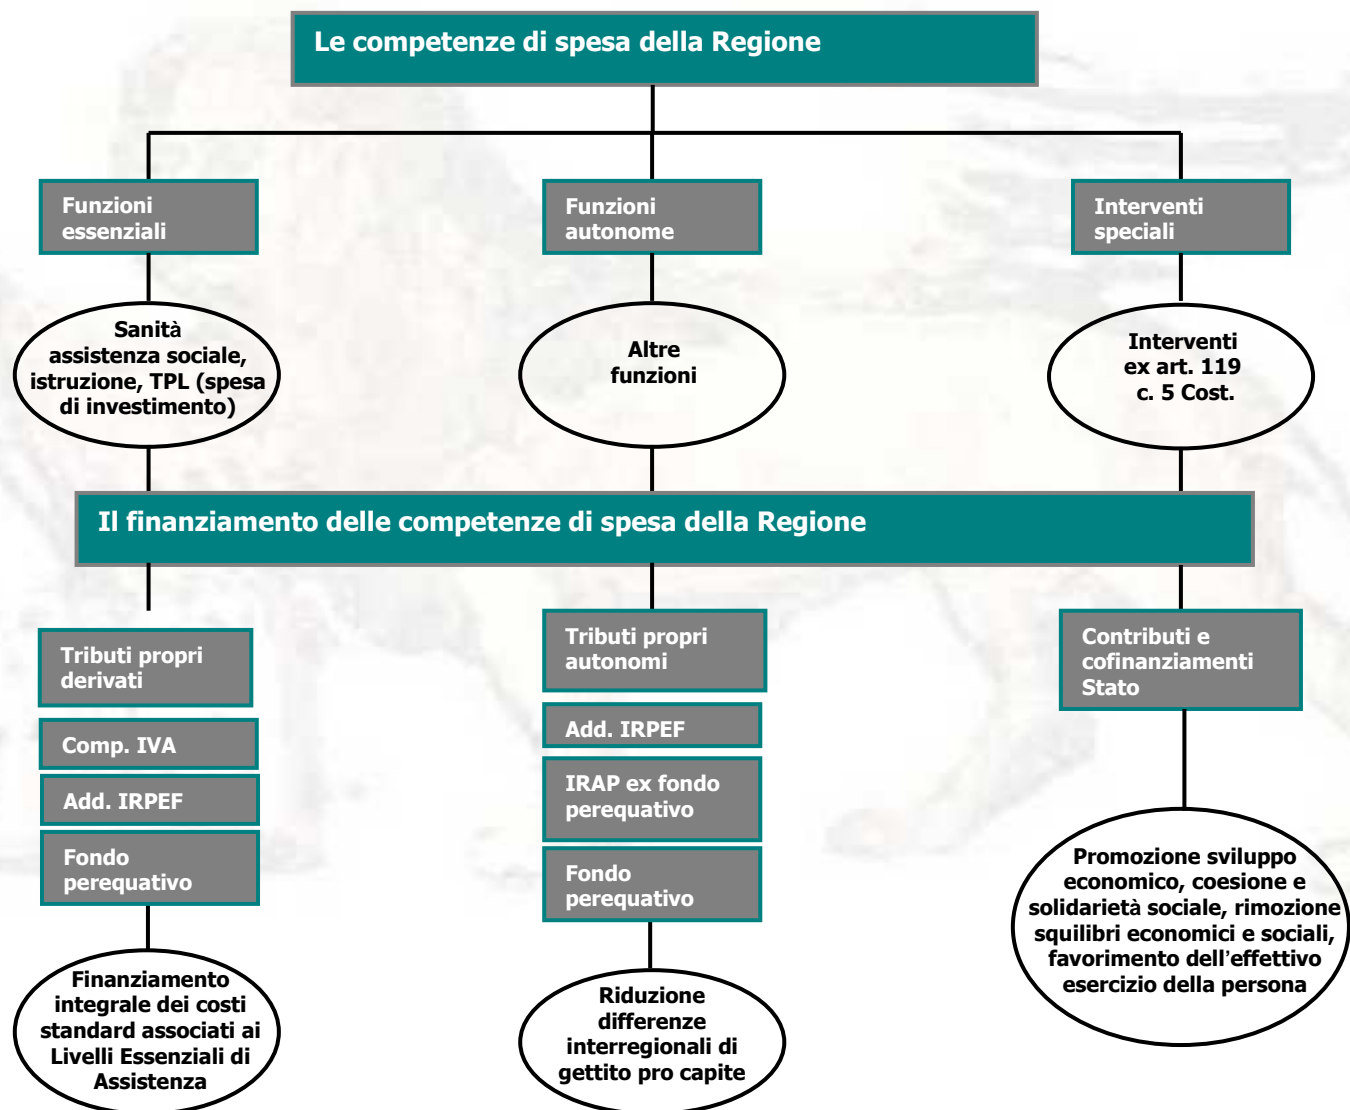 Le competenze di spesa della Regione
Funzioni
essenziali
Funzioni
autonome
Interventi
speciali
Sanità
assistenza sociale,
istruzione, TPL (spesa
di investimento)
Altre
funzioni
Interventi
ex art. 119
c. 5 Cost.
Il finanziamento delle competenze di spesa della Regione
Tributi propri
derivati
Comp. IVA
Add. IRPEF
Fondo
perequativo
Finanziamento
integrale dei costi
standard associati ai
Livelli Essenziali di
Assistenza
Tributi propri
autonomi
Add. IRPEF
IRAP ex fondo
perequativo
Fondo
perequativo
Riduzione
differenze
interregionali di
gettito pro capite
Contributi e
cofinanziamenti
Stato
Promozione sviluppo
economico, coesione e
solidarietà sociale, rimozione
squilibri economici e sociali,
favorimento dell'effettivo
esercizio della persona